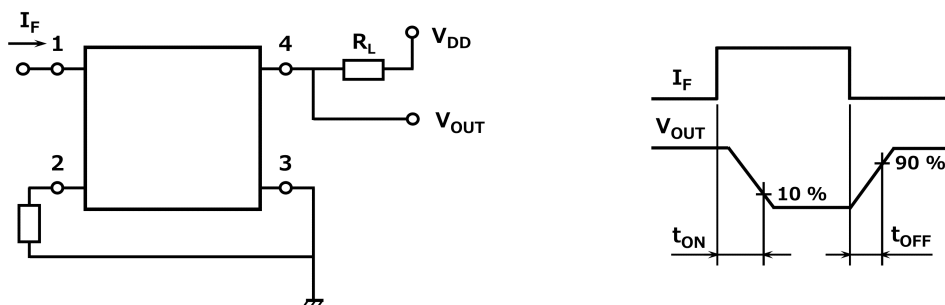 I_F
1
4
R_L
V_DD
V_OUT
2
3
I_F
V_OUT
10 %
90 %
t_ON
t_OFF